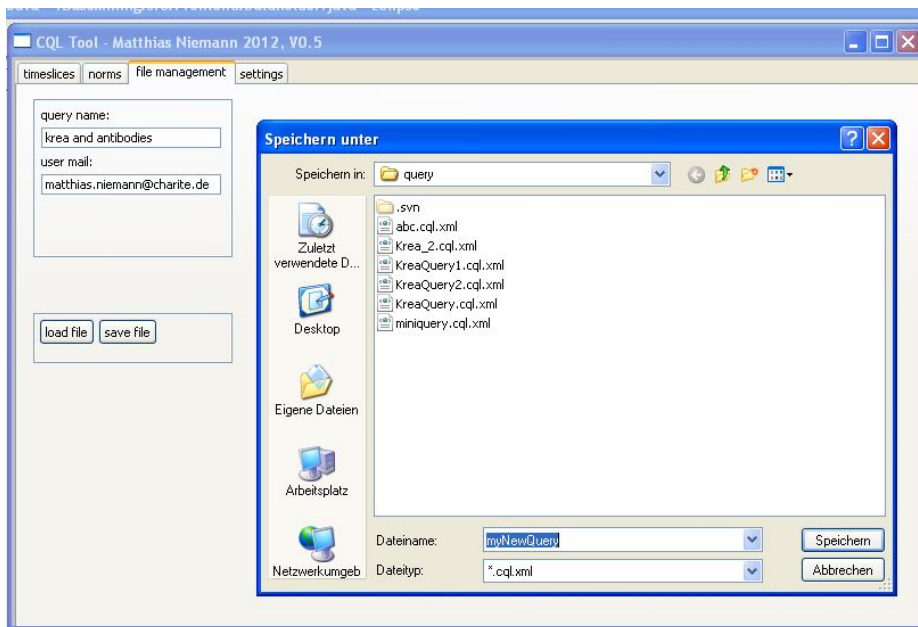 CQL Tool - Matthias Niemann 2012, V0.5
timeslices norms file management settings
query name:
krea and antibodies
user mail:
matthias.niemann@charite.de
load file save file
Speichern unter
Speichern in: query
Zuletzt
verwendete D...
Desktop
Eigene Dateien
Arbeitsplatz
Netzwerkumgeb
.svn
abc.cql.xml
Krea_2.cql.xml
KreaQuery1.cql.xml
KreaQuery2.cql.xml
KreaQuery.cql.xml
miniquery.cql.xml
Dateiname: myNewQuery Speichern
Dateityp: *.cql.xml Abbrechen